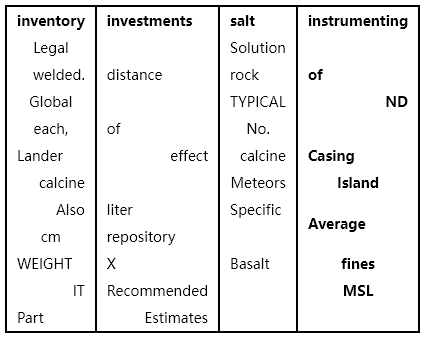 inventory investments salt instrumenting
Legal Solution
welded. distance rock of
Global TYPICAL ND
each, of No.
Lander effect calcine Casing
calcine Meteors Island
Also liter Specific Average
cm repository
WEIGHT X Basalt fines
IT Recommended MSL
Part Estimates